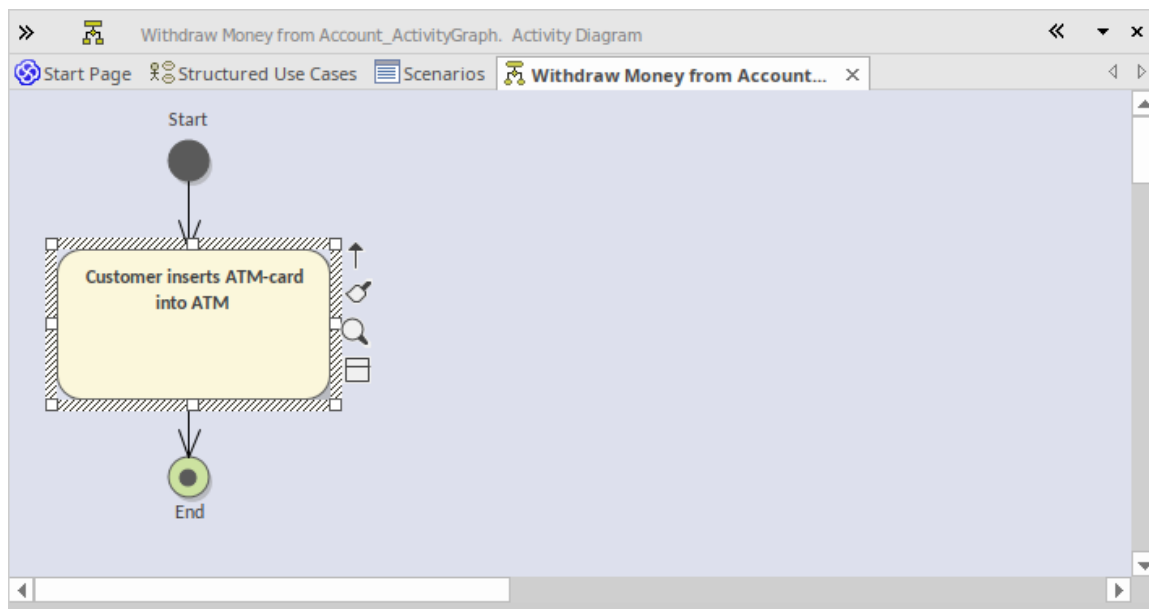 Withdraw Money from Account_ActivityGraph. Activity Diagram
Start Page Structured Use Cases Scenarios Withdraw Money from Account...
Start
Customer inserts ATM-card
into ATM
End